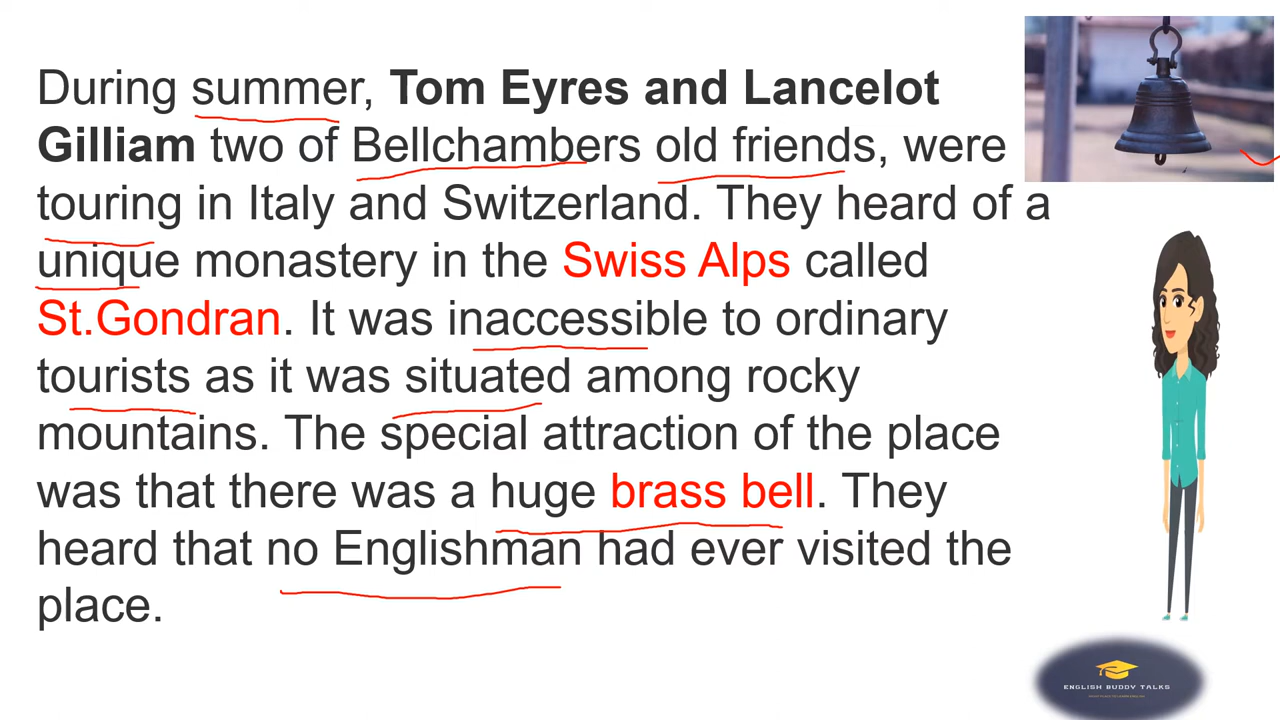 During summer, Tom Eyres and Lancelot
Gilliam two of Bellchambers old friends, were
touring in Italy and Switzerland. They heard of a
unique monastery in the Swiss Alps called
St.Gondran. It was inaccessible to ordinary
tourists as it was situated among rocky
mountains. The special attraction of the place
was that there was a huge brass bell. They
heard that no Englishman had ever visited the
place.
ENGLISH BUDDY TALKS